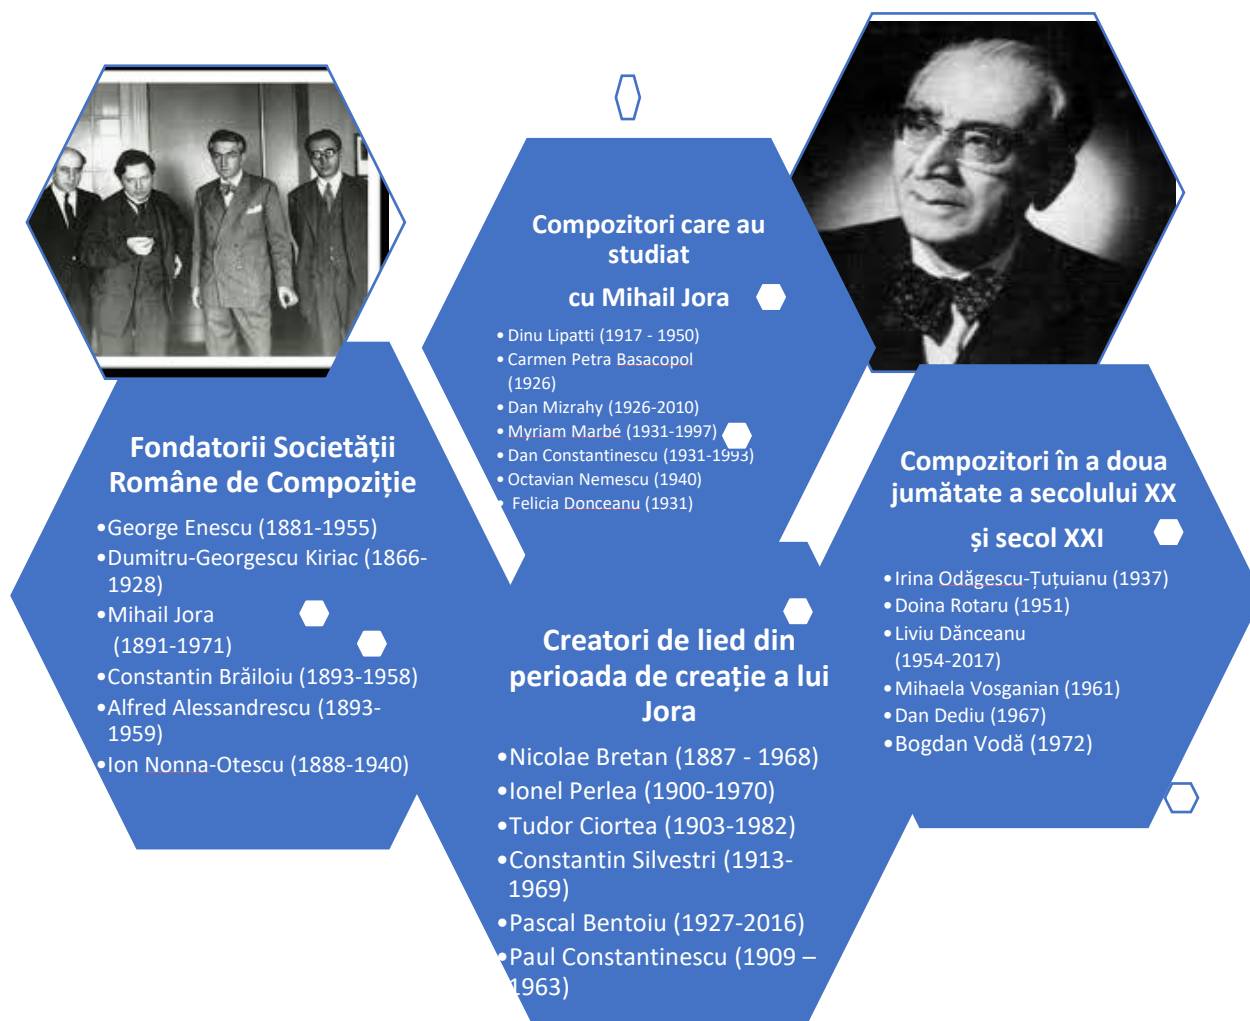 Compozitori care au
studiat
cu Mihail Jora
• Dinu Lipatti (1917 - 1950)
• Carmen Petra Basacopol
(1926)
• Dan Mizrahy (1926-2010)
• Myriam Marbé (1931-1997)
• Dan Constantinescu (1931-1993)
• Octavian Nemescu (1940)
• Felicia Donceanu (1931)
Fondatorii Societății
Române de Compoziție
•George Enescu (1881-1955)
•Dumitru-Georgescu Kiriac (1866-
1928)
•Mihail Jora
(1891-1971)
•Constantin Brăiloiu (1893-1958)
•Alfred Alessandrescu (1893-
1959)
•Ion Nonna-Otescu (1888-1940)
Compozitori în a doua
jumătate a secolului XX
și secol XXI
•Irina Odăgescu-Țuțuianu (1937)
•Doina Rotaru (1951)
•Liviu Dănceanu
(1954-2017)
•Mihaela Vosganian (1961)
•Dan Dediu (1967)
•Bogdan Vodă (1972)
Creatori de lied din
perioada de creație a lui
Jora
•Nicolae Bretan (1887 - 1968)
•Ionel Perlea (1900-1970)
•Tudor Ciortea (1903-1982)
•Constantin Silvestri (1913-
1969)
•Pascal Bentoiu (1927-2016)
•Paul Constantinescu (1909 –
1963)